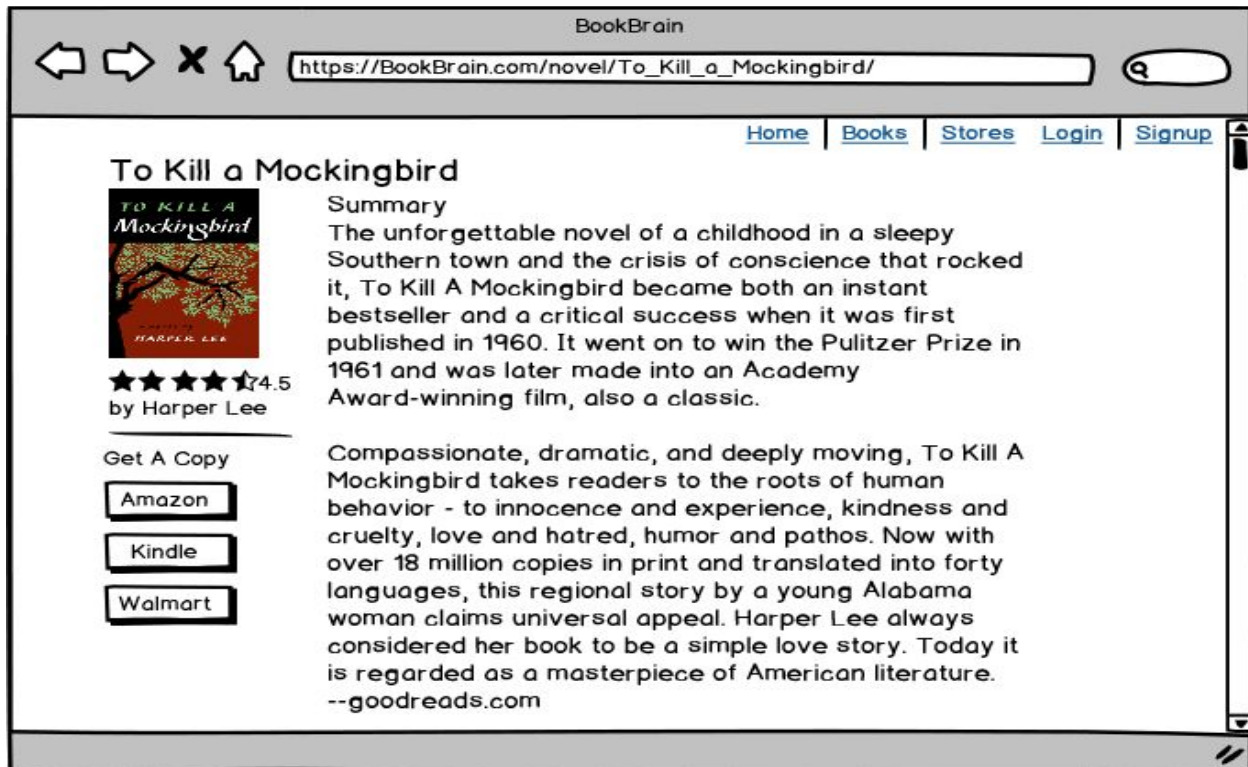 BookBrain
https://BookBrain.com/novel/To_Kill_a_Mockingbird/
Home | Books | Stores Login | Signup
To Kill a Mockingbird
TO KILL A
Mockingbird
HARPER LEE
4.5
by Harper Lee
Get A Copy
Amazon
Kindle
Walmart
Summary
The unforgettable novel of a childhood in a sleepy
Southern town and the crisis of conscience that rocked
it, To Kill A Mockingbird became both an instant
bestseller and a critical success when it was first
published in 1960. It went on to win the Pulitzer Prize in
1961 and was later made into an Academy
Award-winning film, also a classic.
Compassionate, dramatic, and deeply moving, To Kill A
Mockingbird takes readers to the roots of human
behavior - to innocence and experience, kindness and
cruelty, love and hatred, humor and pathos. Now with
over 18 million copies in print and translated into forty
languages, this regional story by a young Alabama
woman claims universal appeal. Harper Lee always
considered her book to be a simple love story. Today it
is regarded as a masterpiece of American literature.
--goodreads.com